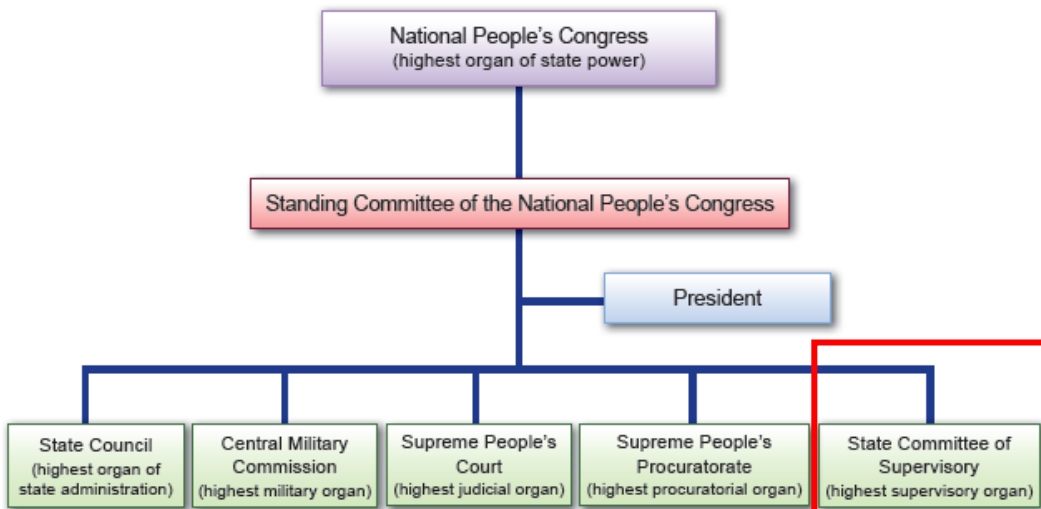 National People's Congress
(highest organ of state power)
Standing Committee of the National People's Congress
President
State Council
(highest organ of
state administration)
Central Military
Commission
(highest military organ)
Supreme People's
Court
(highest judicial organ)
Supreme People's
Procuratorate
(highest procuratorial organ)
State Committee of
Supervisory
(highest supervisory organ)